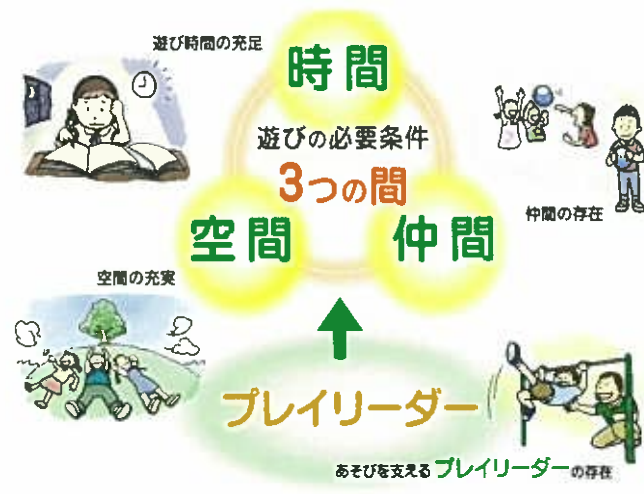 遊び時間の充足
時間
遊びの必要条件
3つの間
空間
仲間
仲間の存在
空間の充実
プレイリーダー
あそびを支えるプレイリーダーの存在